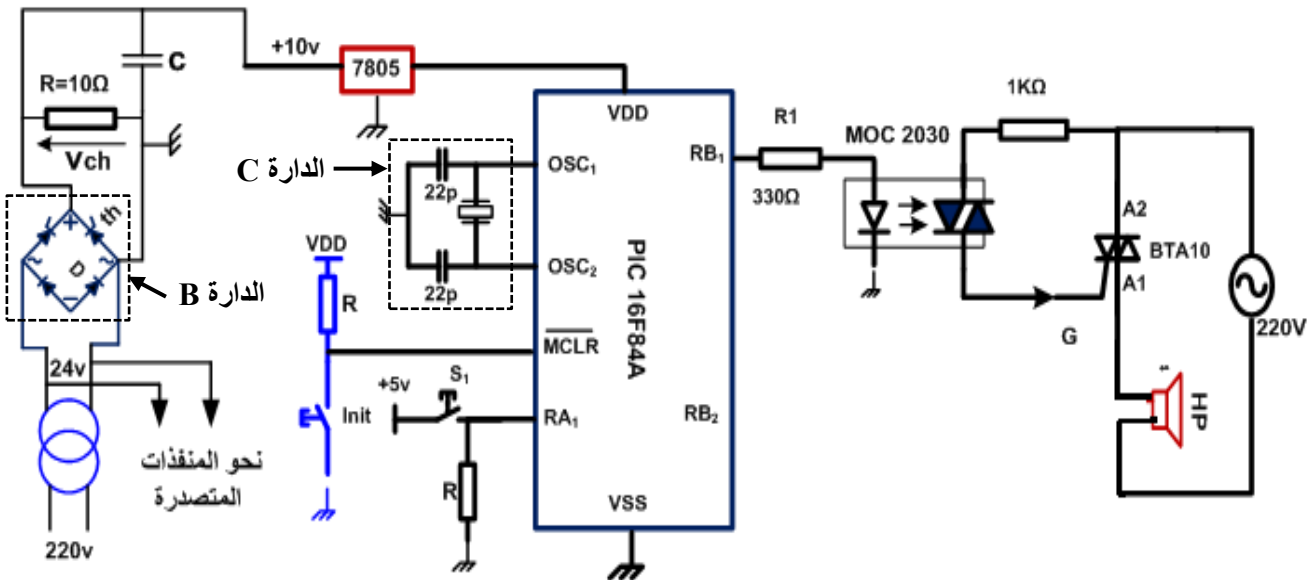 +10v
7805
C
R=10Ω
Vch
th
D
+
~
~
−
الدارة B
24v
نحو المنفذات
المتصدرة
220v
الدارة C
22p
22p
VDD
R
Init
+5v
S1
R
VDD
OSC1
OSC2
MCLR
RA1
VSS
PIC 16F84A
RB1
RB2
R1
330Ω
MOC 2030
1KΩ
A2
BTA10
A1
G
220V
HP